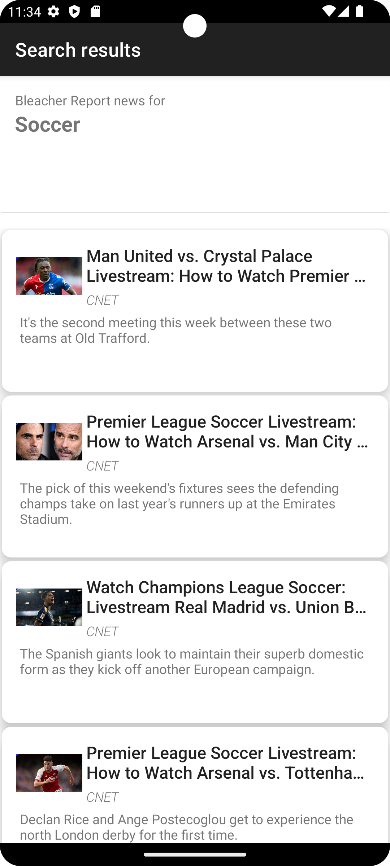 11:34
Search results
Bleacher Report news for
Soccer
Man United vs. Crystal Palace
Livestream: How to Watch Premier ...
CNET
It's the second meeting this week between these two
teams at Old Trafford.
Premier League Soccer Livestream:
How to Watch Arsenal vs. Man City ...
CNET
The pick of this weekend's fixtures sees the defending
champs take on last year's runners up at the Emirates
Stadium.
Watch Champions League Soccer:
Livestream Real Madrid vs. Union B...
CNET
The Spanish giants look to maintain their superb domestic
form as they kick off another European campaign.
Premier League Soccer Livestream:
How to Watch Arsenal vs. Tottenha...
CNET
Declan Rice and Ange Postecoglou get to experience the
north London derby for the first time.